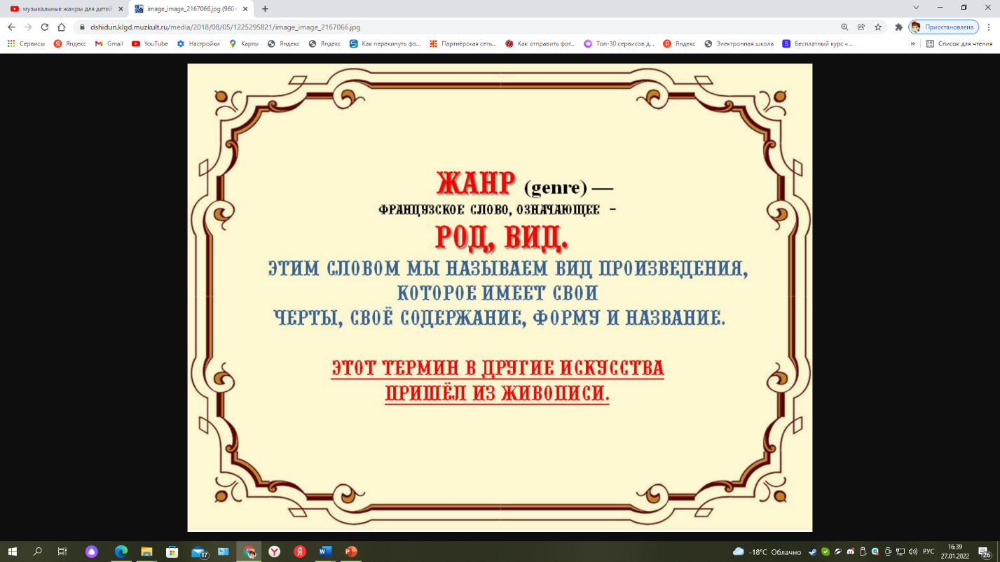 музыкальные жанры для детей
image_image_2167066.jpg (960×
dshidun.klgd.muzkult.ru/media/2018/08/05/1225295821/image_image_2167066.jpg
Приостановлена
Сервисы
Яндекс
Gmail
YouTube
Настройки
Карты
Яндекс
Яндекс
Как перекинуть фо...
Партнёрская сеть...
Как отправить фот...
Топ-30 сервисов д...
Яндекс
Электронная школа
Бесплатный курс «...
»
Список для чтения
ЖАНР (genre) —
ФРАНЦУЗСКОЕ СЛОВО, ОЗНАЧАЮЩЕЕ -
РОД, ВИД.
ЭТИМ СЛОВОМ МЫ НАЗЫВАЕМ ВИД ПРОИЗВЕДЕНИЯ,
КОТОРОЕ ИМЕЕТ СВОИ
ЧЕРТЫ, СВОЁ СОДЕРЖАНИЕ, ФОРМУ И НАЗВАНИЕ.
ЭТОТ ТЕРМИН В ДРУГИЕ ИСКУССТВА
ПРИШЁЛ ИЗ ЖИВОПИСИ.
17
-18°C Облачно
РУС
16:39
27.01.2022
26